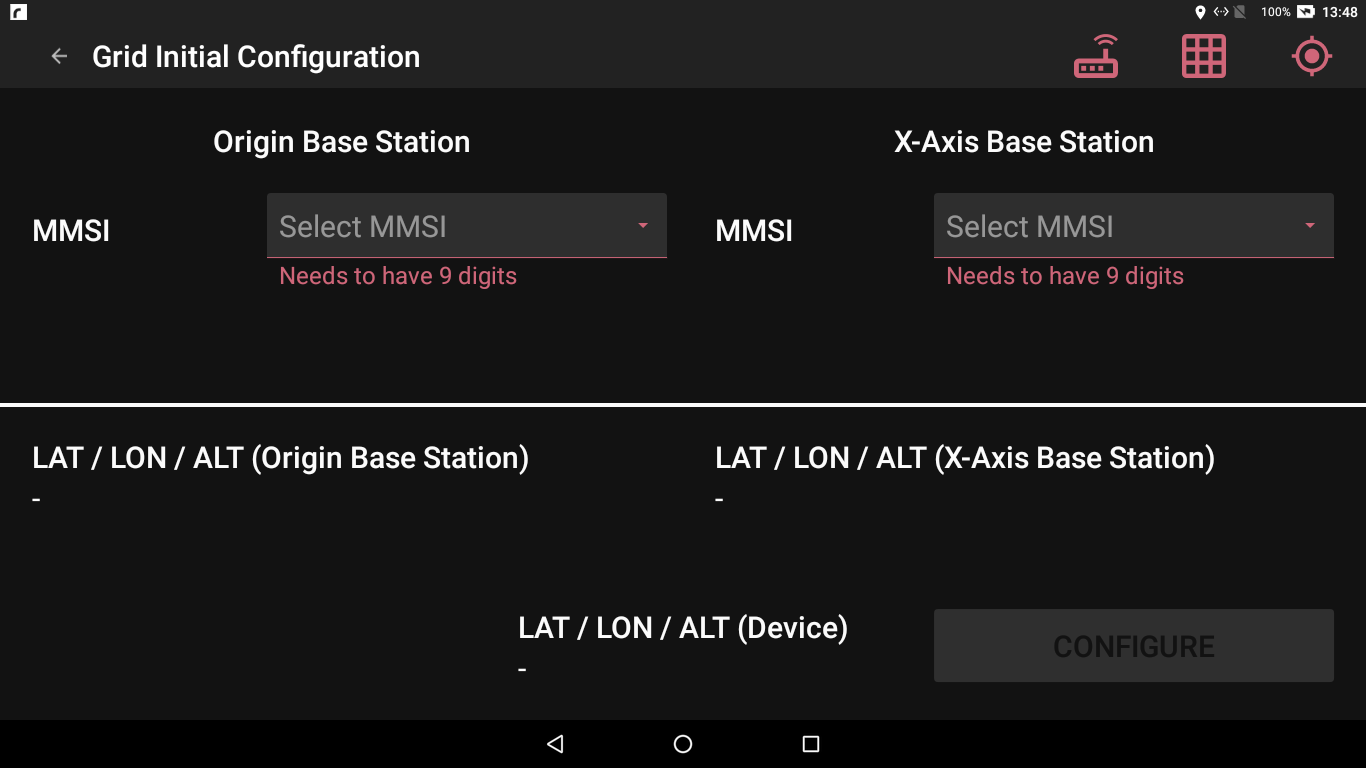 100% 13:48
Grid Initial Configuration
Origin Base Station
X-Axis Base Station
MMSI
Select MMSI
MMSI
Select MMSI
Needs to have 9 digits
Needs to have 9 digits
LAT / LON / ALT (Origin Base Station)
LAT / LON / ALT (X-Axis Base Station)
-
-
LAT / LON / ALT (Device)
-
CONFIGURE